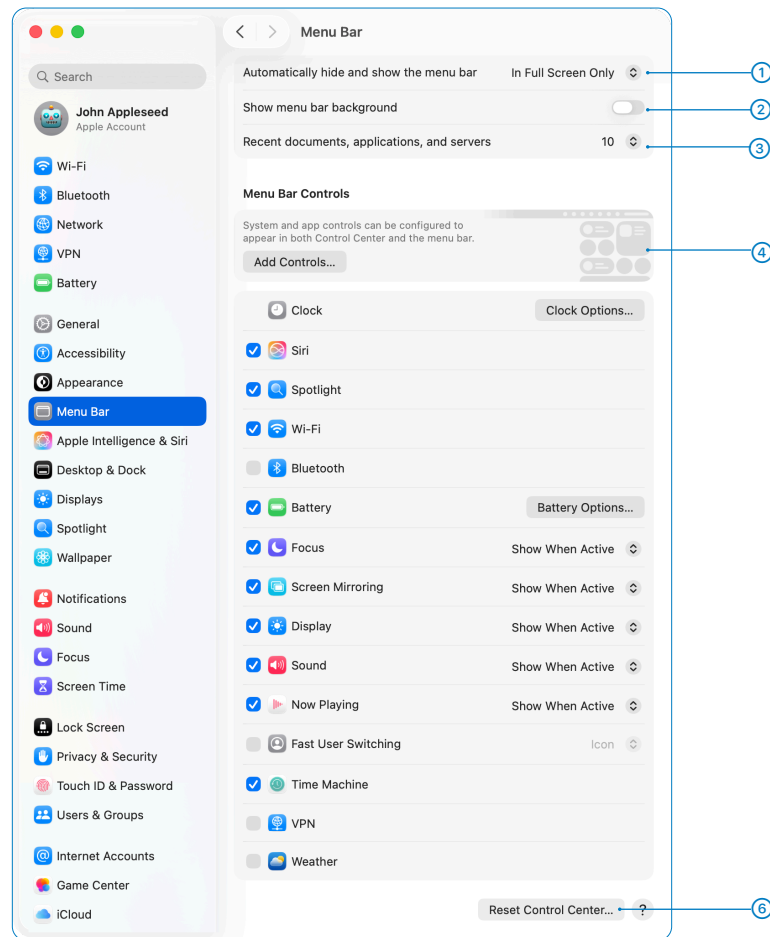 Menu Bar
Automatically hide and show the menu bar In Full Screen Only 1
Show menu bar background 2
Recent documents, applications, and servers 10 3
Menu Bar Controls
System and app controls can be configured to
appear in both Control Center and the menu bar.
4
Add Controls...
Clock Clock Options...
Siri
Spotlight
Wi-Fi
Bluetooth
Battery Battery Options...
Focus Show When Active
Screen Mirroring Show When Active
Display Show When Active
Sound Show When Active
Now Playing Show When Active
Fast User Switching Icon
Time Machine
VPN
Weather
Reset Control Center... ? 6
Search
John Appleseed
Apple Account
Wi-Fi
Bluetooth
Network
VPN
Battery
General
Accessibility
Appearance
Menu Bar
Apple Intelligence & Siri
Desktop & Dock
Displays
Spotlight
Wallpaper
Notifications
Sound
Focus
Screen Time
Lock Screen
Privacy & Security
Touch ID & Password
Users & Groups
Internet Accounts
Game Center
iCloud